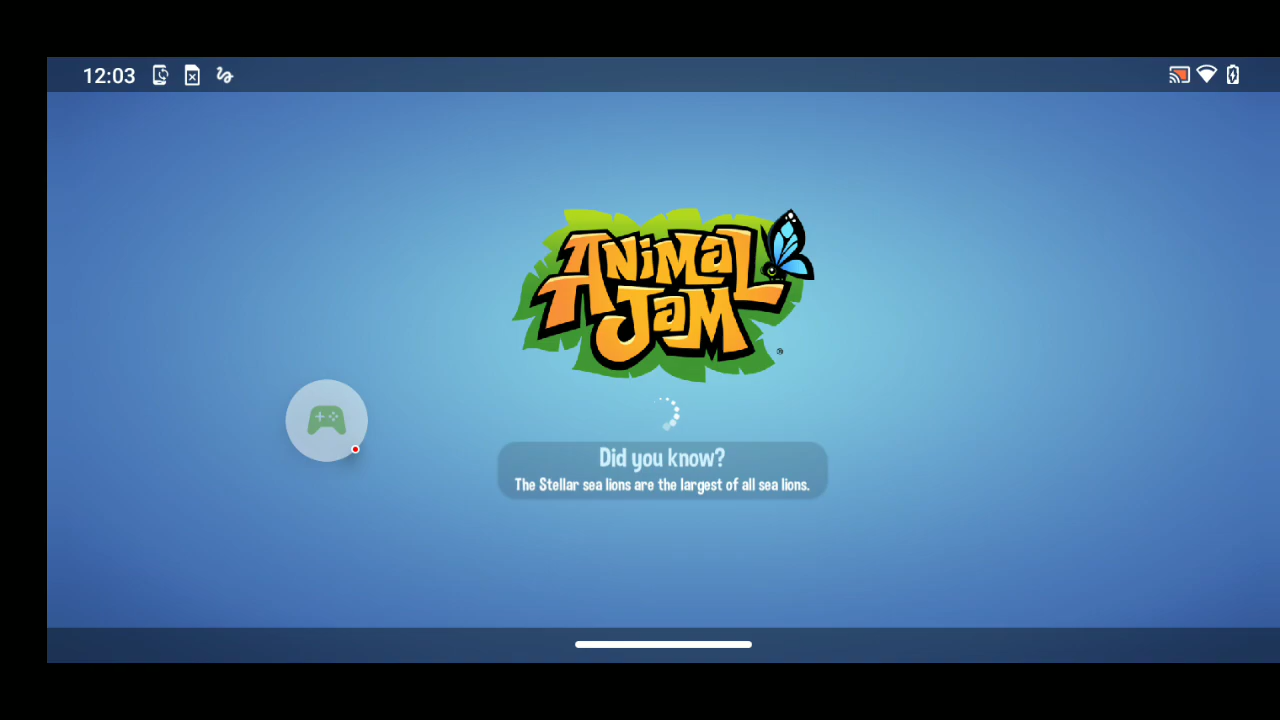 12:03
ANIMAL
JAM
®
Did you know?
The Stellar sea lions are the largest of all sea lions.